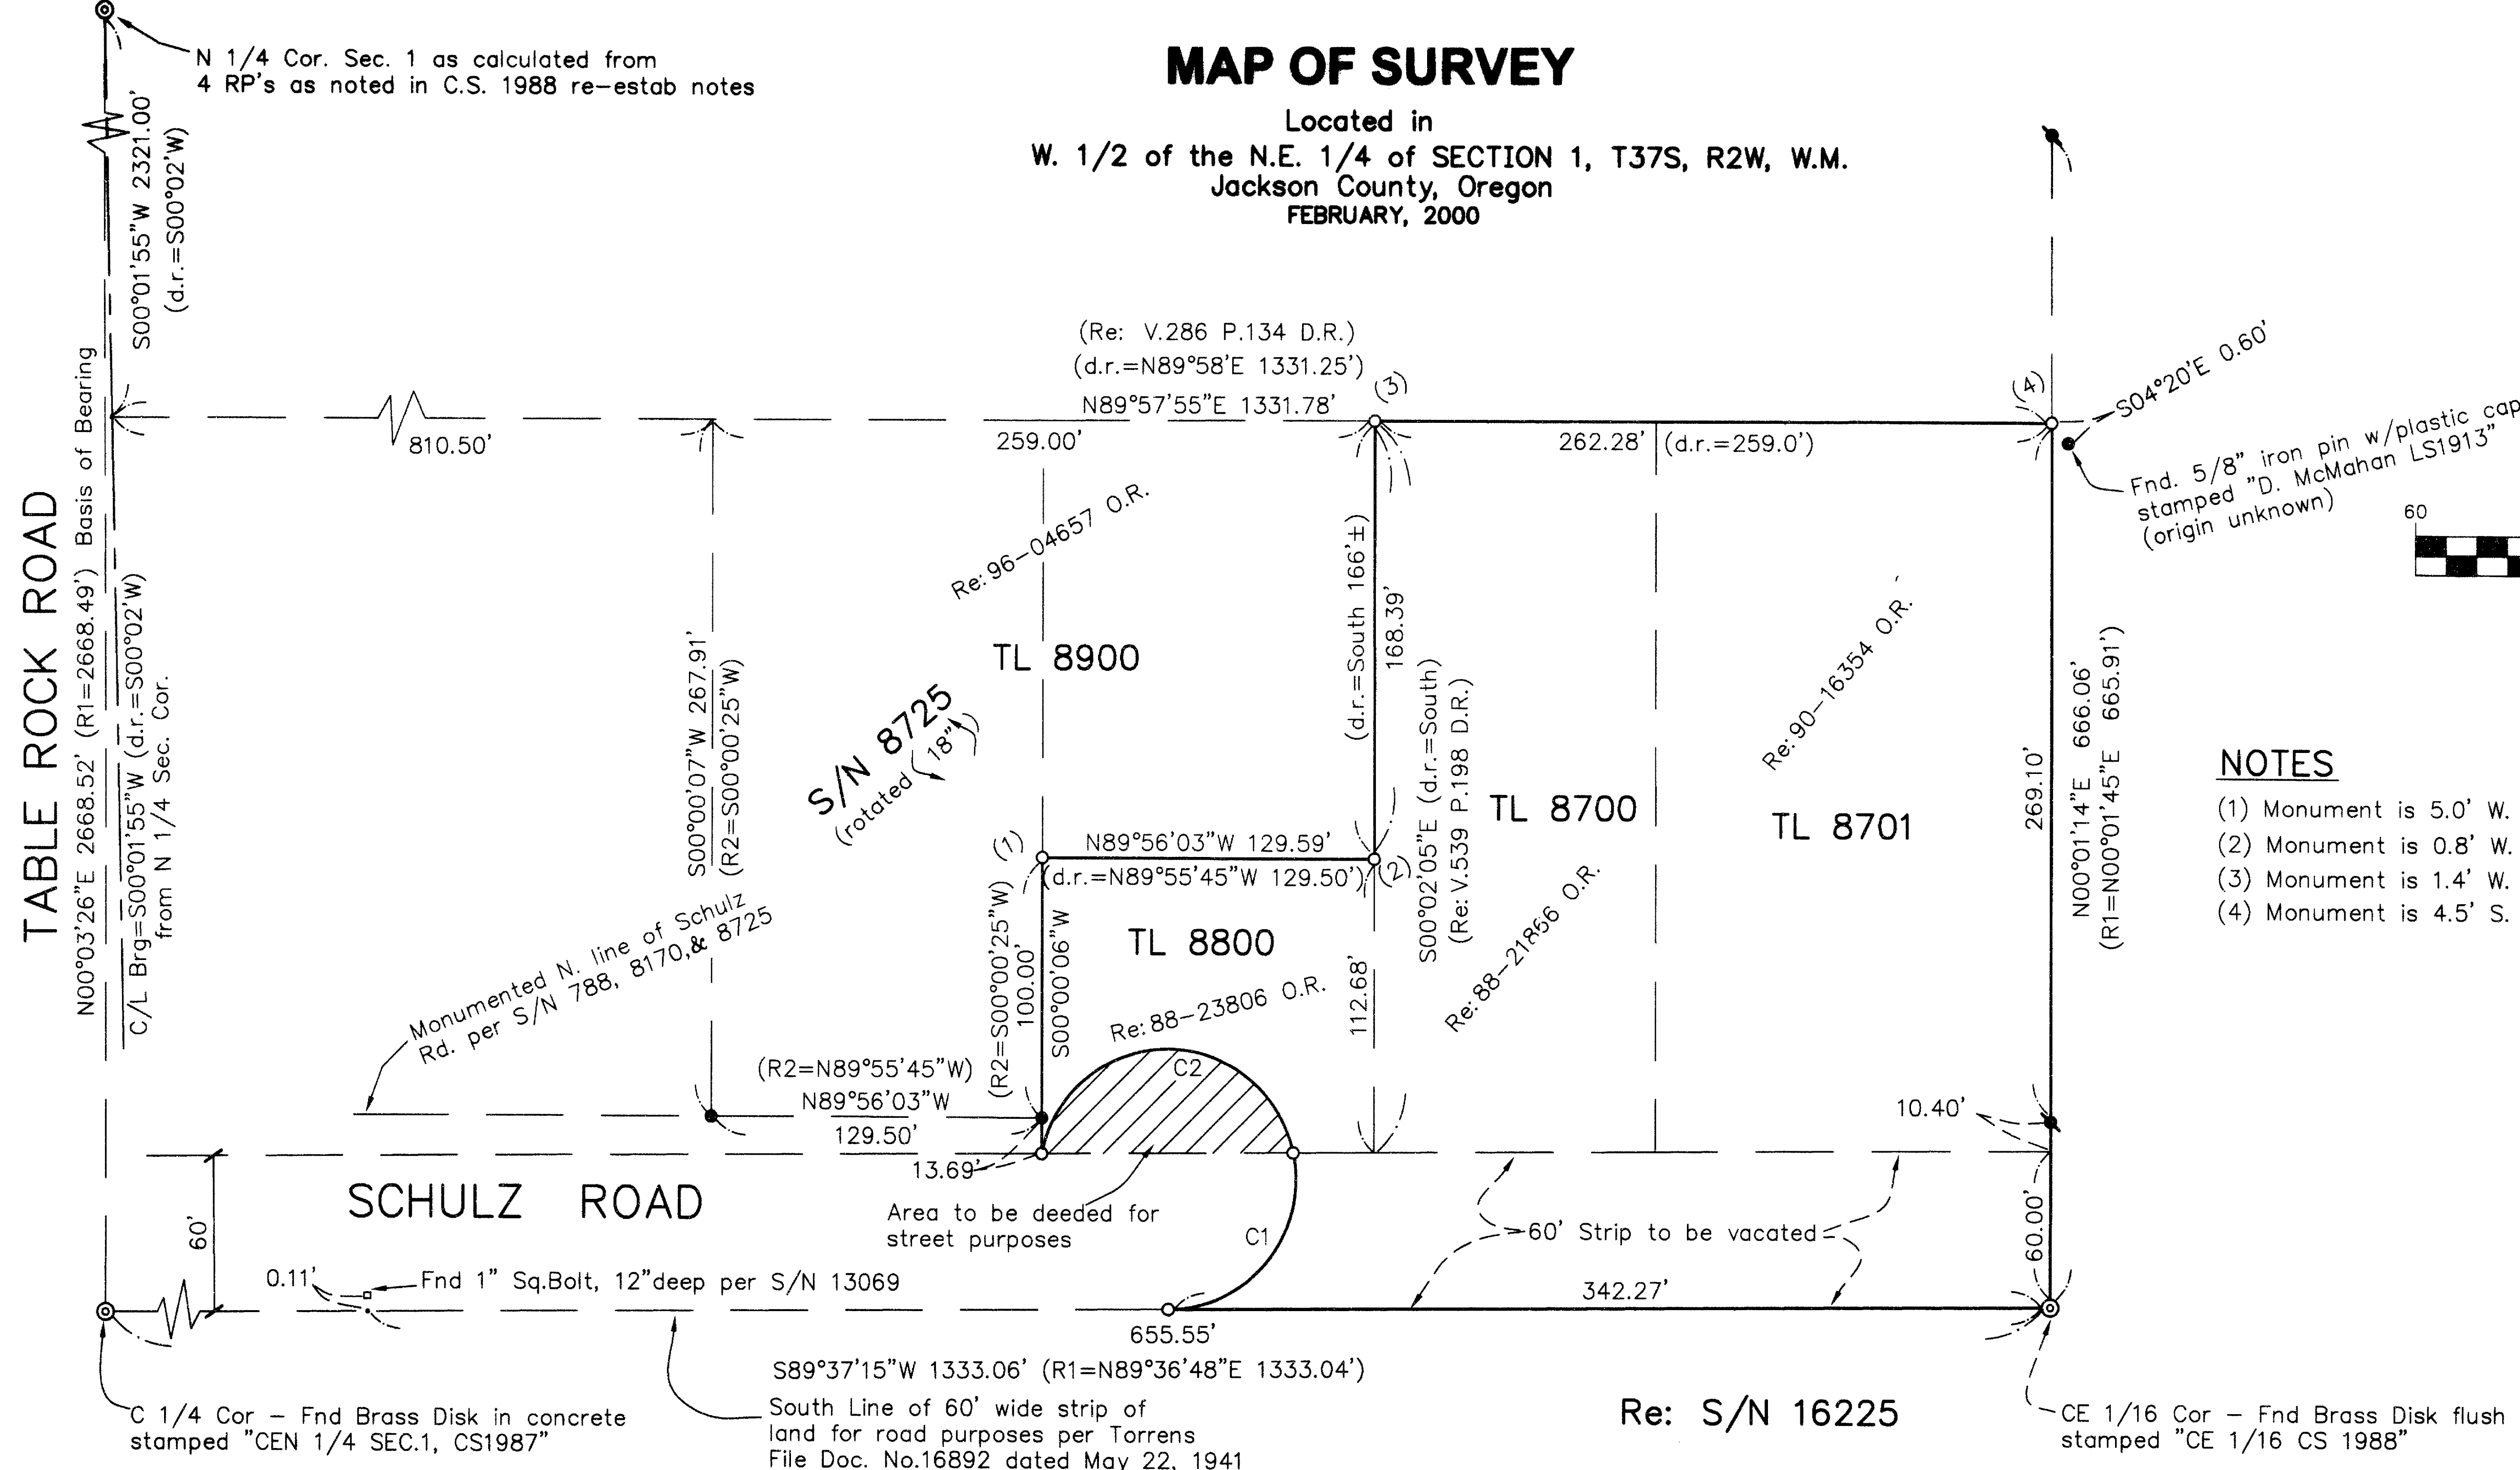 MAP OF SURVEY
Located in
W. 1/2 of the N.E. 1/4 of SECTION 1, T37S, R2W, W.M.
Jackson County, Oregon
FEBRUARY, 2000
N 1/4 Cor. Sec. 1 as calculated from
4 RP's as noted in C.S. 1988 re-estab notes
S00°01'55"W 2321.00'
(d.r.=S00°02'W)
TABLE ROCK ROAD
N00°03'26"E 2668.52' (R1=2668.49') Basis of Bearing
C/L Brg=S00°01'55"W (d.r.=S00°02'W)
from N 1/4 Sec. Cor.
(Re: V.286 P.134 D.R.)
(d.r.=N89°58'E 1331.25')
N89°57'55"E 1331.78'
810.50'
259.00'
(3)
262.28' (d.r.=259.0')
(4)
S04°20'E 0.60'
Fnd. 5/8" iron pin w/plastic cap
stamped "D. McMahan LS1913"
(origin unknown)
60
Re: 96-04657 O.R.
TL 8900
S00°00'07"W 267.91'
(R2=S00°00'25"W)
S/N 8725
(rotated 18")
(d.r.=South 166'±)
168.39'
S00°02'05"E (d.r.=South)
(Re: V.539 P.198 D.R.)
TL 8700
Re: 88-21866 O.R.
Re: 90-16354 O.R.
TL 8701
269.10'
N00°01'14"E 666.06'
(R1=N00°01'45"E 665.91')
NOTES
(1) Monument is 5.0' W.
(2) Monument is 0.8' W.
(3) Monument is 1.4' W.
(4) Monument is 4.5' S.
(1)
N89°56'03"W 129.59'
(d.r.=N89°55'45"W 129.50')
(2)
TL 8800
Re: 88-23806 O.R.
(R2=S00°00'25"W)
100.00'
S00°00'06"W
112.68'
Monumented N. line of Schulz
Rd. per S/N 788, 8170,& 8725
(R2=N89°55'45"W)
N89°56'03"W
129.50'
C2
10.40'
13.69'
SCHULZ ROAD
60'
Area to be deeded for
street purposes
C1
60' Strip to be vacated
60.00'
0.11'
Fnd 1" Sq.Bolt, 12"deep per S/N 13069
342.27'
655.55'
S89°37'15"W 1333.06' (R1=N89°36'48"E 1333.04')
C 1/4 Cor - Fnd Brass Disk in concrete
stamped "CEN 1/4 SEC.1, CS1987"
South Line of 60' wide strip of
land for road purposes per Torrens
File Doc. No.16892 dated May 22, 1941
Re: S/N 16225
CE 1/16 Cor - Fnd Brass Disk flush
stamped "CE 1/16 CS 1988"